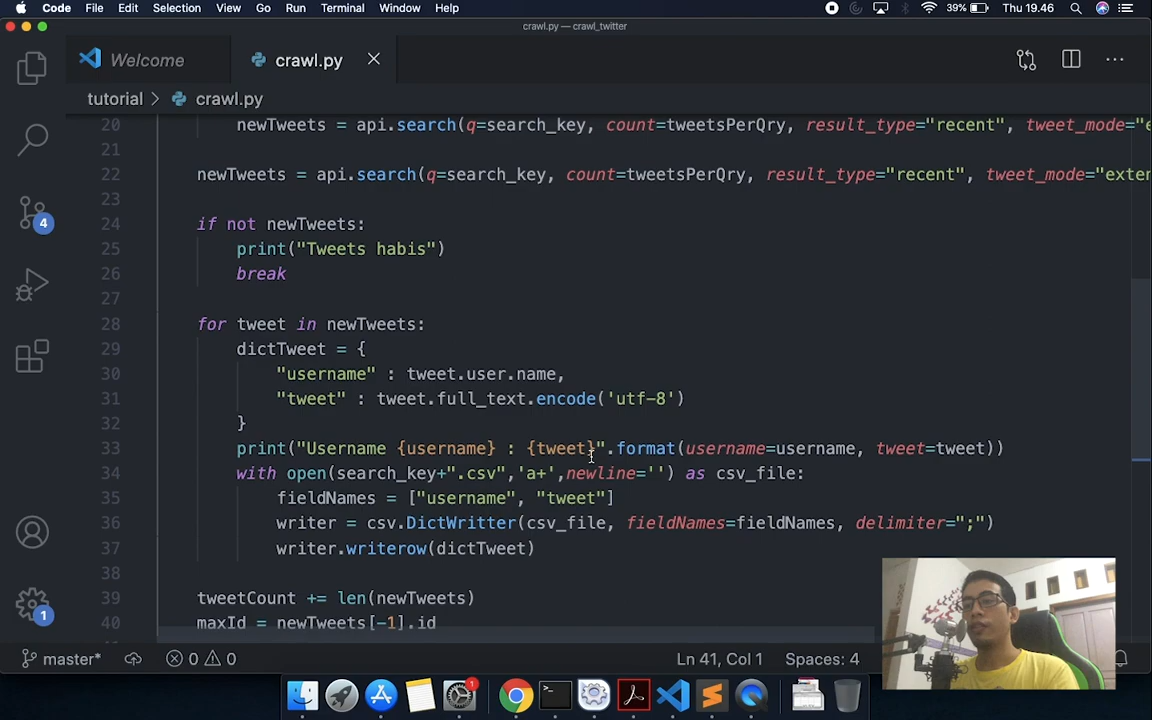 Code File Edit Selection View Go Run Terminal Window Help 39% Thu 19.46
crawl.py — crawl_twitter
Welcome crawl.py
tutorial > crawl.py
20 newTweets = api.search(q=search_key, count=tweetsPerQry, result_type="recent", tweet_mode="e
21
22 newTweets = api.search(q=search_key, count=tweetsPerQry, result_type="recent", tweet_mode="exten
23
24 if not newTweets:
25 print("Tweets habis")
26 break
27
28 for tweet in newTweets:
29 dictTweet = {
30 "username" : tweet.user.name,
31 "tweet" : tweet.full_text.encode('utf-8')
32 }
33 print("Username {username} : {tweet}".format(username=username, tweet=tweet))
34 with open(search_key+".csv",'a+',newline='') as csv_file:
35 fieldNames = ["username", "tweet"]
36 writer = csv.DictWritter(csv_file, fieldNames=fieldNames, delimiter=";")
37 writer.writerow(dictTweet)
38
39 tweetCount += len(newTweets)
40 maxId = newTweets[-1].id
4
1
master* 0 0 Ln 41, Col 1 Spaces: 4
1